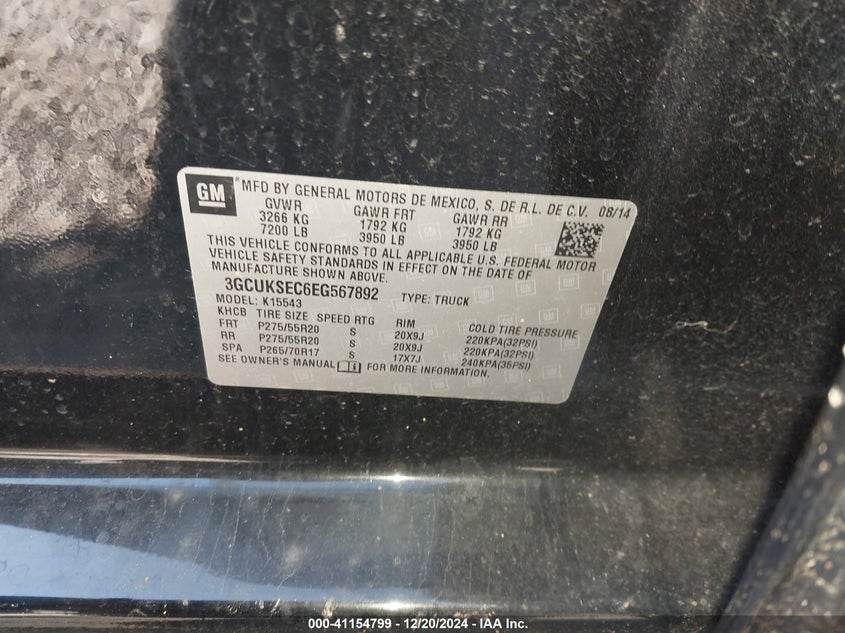 GM MFD BY GENERAL MOTORS DE MEXICO, S. DE R.L. DE C.V. 08/14
GVWR GAWR FRT GAWR RR
3266 KG 1792 KG 1792 KG
7200 LB 3950 LB 3950 LB
THIS VEHICLE CONFORMS TO ALL APPLICABLE U.S. FEDERAL MOTOR
VEHICLE SAFETY STANDARDS IN EFFECT ON THE DATE OF
MANUFACTURE SHOWN ABOVE.
3GCUKSEC6EG567892 TYPE: TRUCK
MODEL: K15543
KHCB TIRE SIZE SPEED RTG RIM COLD TIRE PRESSURE
FRT P275/55R20 S 20X9J 220KPA(32PSI)
RR P275/55R20 S 20X9J 220KPA(32PSI)
SPA P265/70R17 S 17X7J 240KPA(35PSI)
SEE OWNER'S MANUAL FOR MORE INFORMATION.
000-41154799 - 12/20/2024 - IAA Inc.